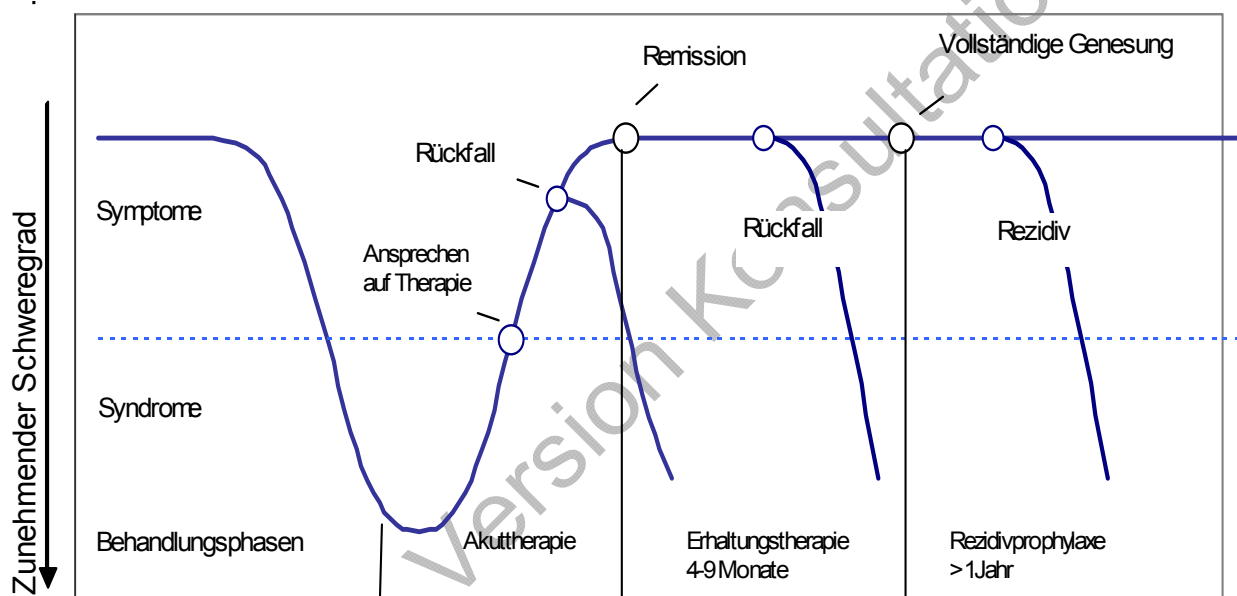 Remission
Vollständige Genesung
Rückfall
Symptome
Ansprechen
auf Therapie
Rückfall
Rezidiv
Zunehmender Schweregrad
Syndrome
Behandlungsphasen
Akuttherapie
Erhaltungstherapie
4-9 Monate
Rezidivprophylaxe
>1Jahr
Version Konsultatio